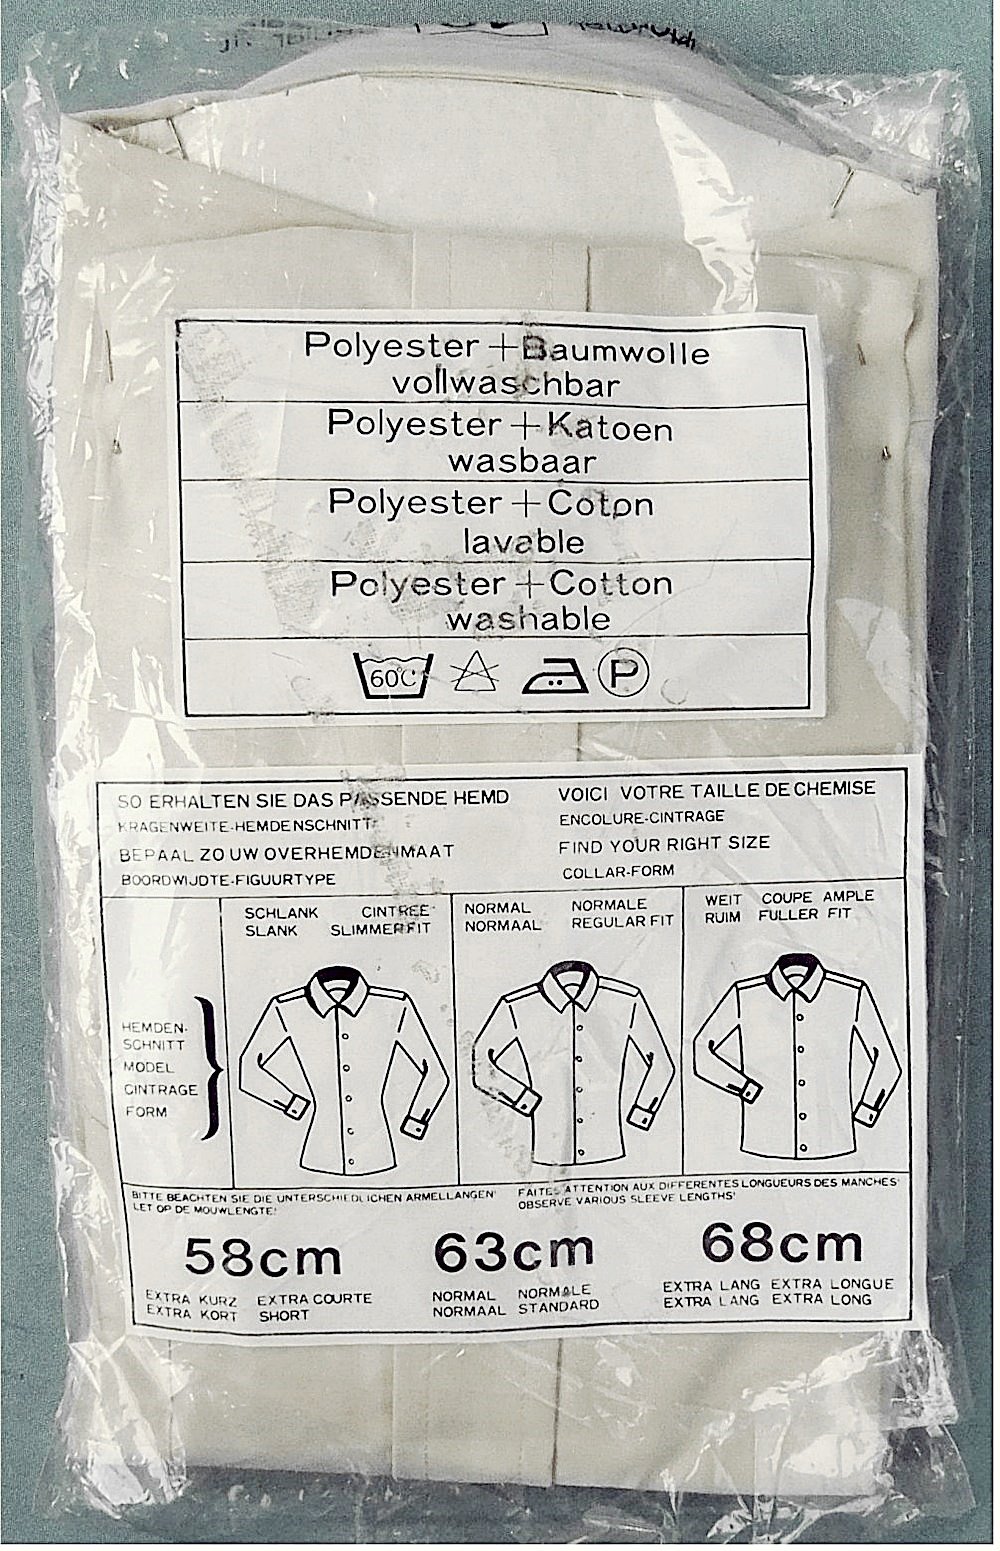 Polyester + Baumwolle
vollwaschbar
Polyester + Katoen
wasbaar
Polyester + Coton
lavable
Polyester + Cotton
washable
60°C P
SO ERHALTEN SIE DAS PASSENDE HEMD
KRAGENWEITE-HEMDENSCHNITT
BEPAAL ZO UW OVERHEMDENMAAT
BOORDWIJDTE-FIGUURTYPE
VOICI VOTRE TAILLE DE CHEMISE
ENCOLURE-CINTRAGE
FIND YOUR RIGHT SIZE
COLLAR-FORM
SCHLANK CINTREE
SLANK SLIMMERFIT
NORMAL NORMALE
NORMAAL REGULAR FIT
WEIT COUPE AMPLE
RUIM FULLER FIT
HEMDEN-
SCHNITT
MODEL
CINTRAGE
FORM
BITTE BEACHTEN SIE DIE UNTERSCHIEDLICHEN ARMELLANGEN!
LET OP DE MOUWLENGTE!
FAITES ATTENTION AUX DIFFERENTES LONGUEURS DES MANCHES!
OBSERVE VARIOUS SLEEVE LENGTHS!
58cm
EXTRA KURZ EXTRA COURTE
EXTRA KORT SHORT
63cm
NORMAL NORMALE
NORMAAL STANDARD
68cm
EXTRA LANG EXTRA LONGUE
EXTRA LANG EXTRA LONG